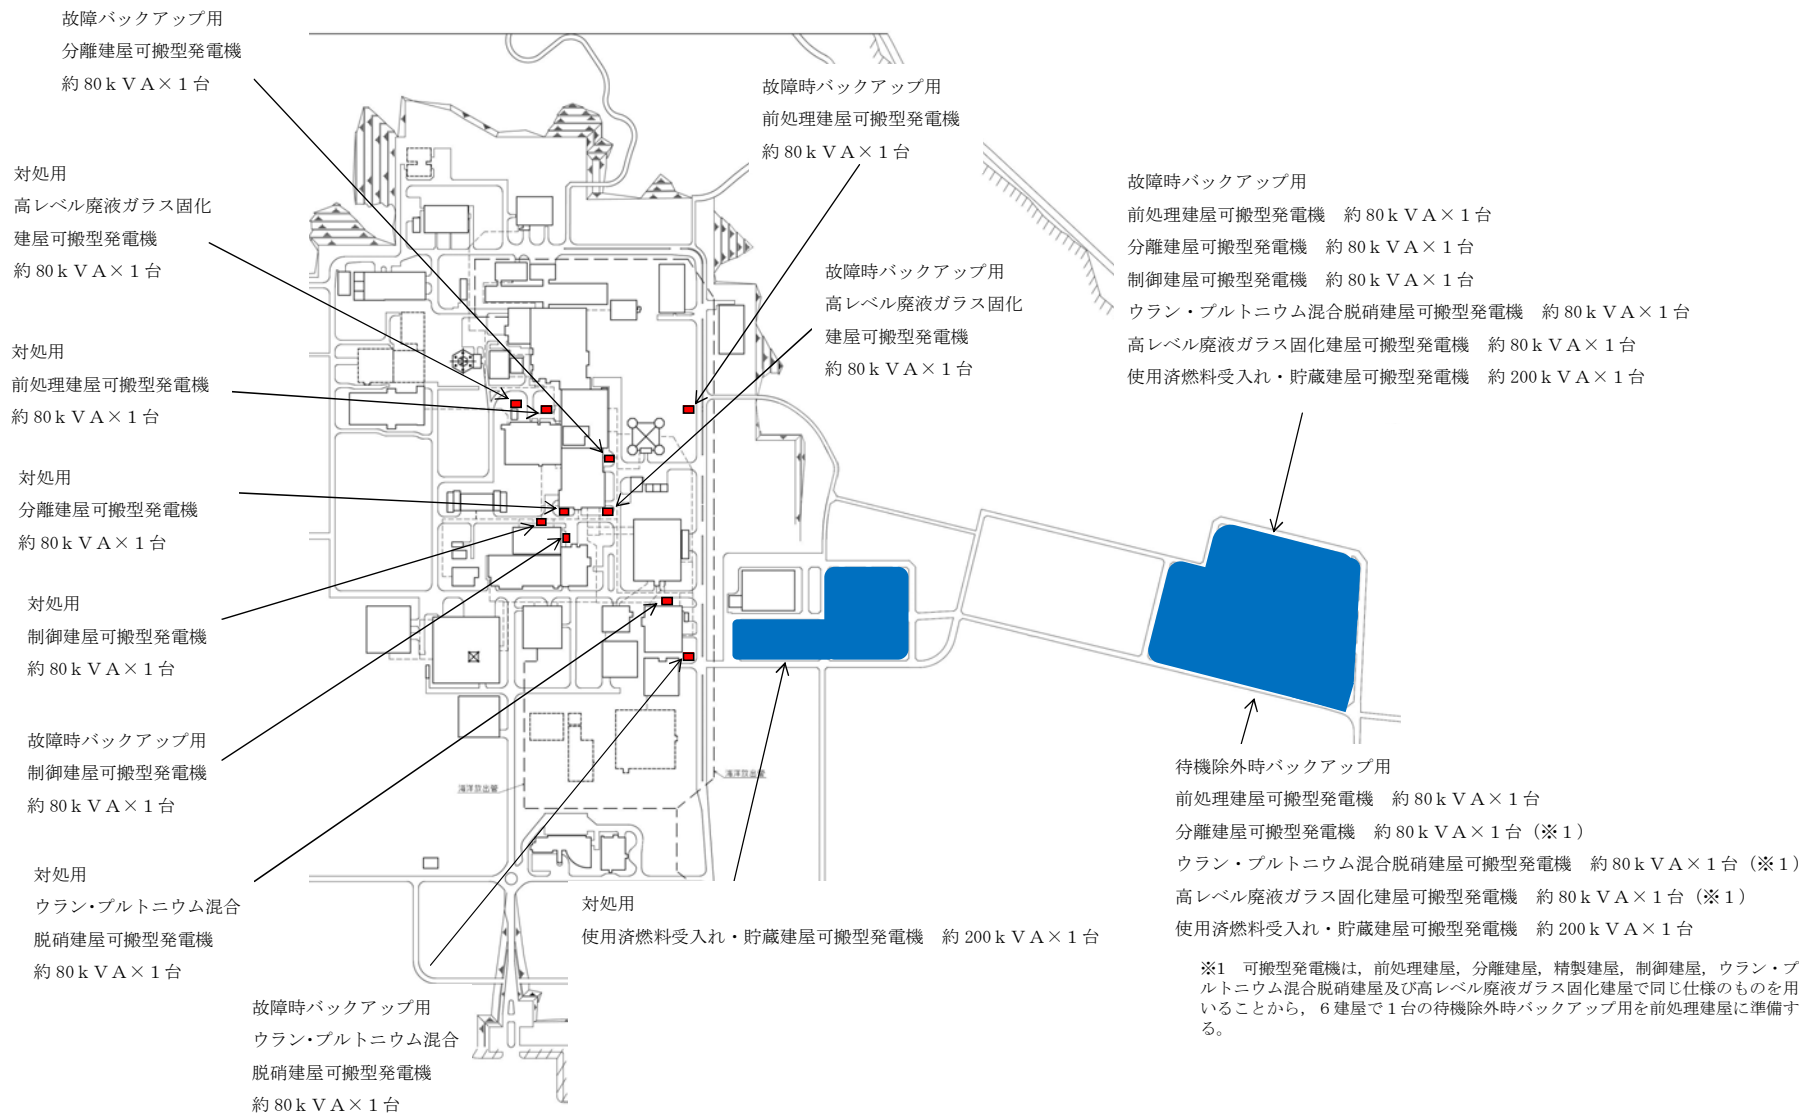 故障バックアップ用
分離建屋可搬型発電機
約 80ｋＶＡ×１台
対処用
高レベル廃液ガラス固化
建屋可搬型発電機
約 80ｋＶＡ×１台
対処用
前処理建屋可搬型発電機
約 80ｋＶＡ×１台
対処用
分離建屋可搬型発電機
約 80ｋＶＡ×１台
対処用
制御建屋可搬型発電機
約 80ｋＶＡ×１台
故障時バックアップ用
制御建屋可搬型発電機
約 80ｋＶＡ×１台
対処用
ウラン・プルトニウム混合
脱硝建屋可搬型発電機
約 80ｋＶＡ×１台
故障時バックアップ用
ウラン・プルトニウム混合
脱硝建屋可搬型発電機
約 80ｋＶＡ×１台
故障時バックアップ用
前処理建屋可搬型発電機
約 80ｋＶＡ×１台
故障時バックアップ用
高レベル廃液ガラス固化
建屋可搬型発電機
約 80ｋＶＡ×１台
海洋放出管
海洋放出管
対処用
使用済燃料受入れ・貯蔵建屋可搬型発電機　約 200ｋＶＡ×１台
故障時バックアップ用
前処理建屋可搬型発電機　約 80ｋＶＡ×１台
分離建屋可搬型発電機　約 80ｋＶＡ×１台
制御建屋可搬型発電機　約 80ｋＶＡ×１台
ウラン・プルトニウム混合脱硝建屋可搬型発電機　約 80ｋＶＡ×１台
高レベル廃液ガラス固化建屋可搬型発電機　約 80ｋＶＡ×１台
使用済燃料受入れ・貯蔵建屋可搬型発電機　約 200ｋＶＡ×１台
待機除外時バックアップ用
前処理建屋可搬型発電機　約 80ｋＶＡ×１台
分離建屋可搬型発電機　約 80ｋＶＡ×１台（※１）
ウラン・プルトニウム混合脱硝建屋可搬型発電機　約 80ｋＶＡ×１台（※１）
高レベル廃液ガラス固化建屋可搬型発電機　約 80ｋＶＡ×１台（※１）
使用済燃料受入れ・貯蔵建屋可搬型発電機　約 200ｋＶＡ×１台
※1　可搬型発電機は，前処理建屋，分離建屋，精製建屋，制御建屋，ウラン・プ
ルトニウム混合脱硝建屋及び高レベル廃液ガラス固化建屋で同じ仕様のものを用
いることから，６建屋で１台の待機除外時バックアップ用を前処理建屋に準備す
る。